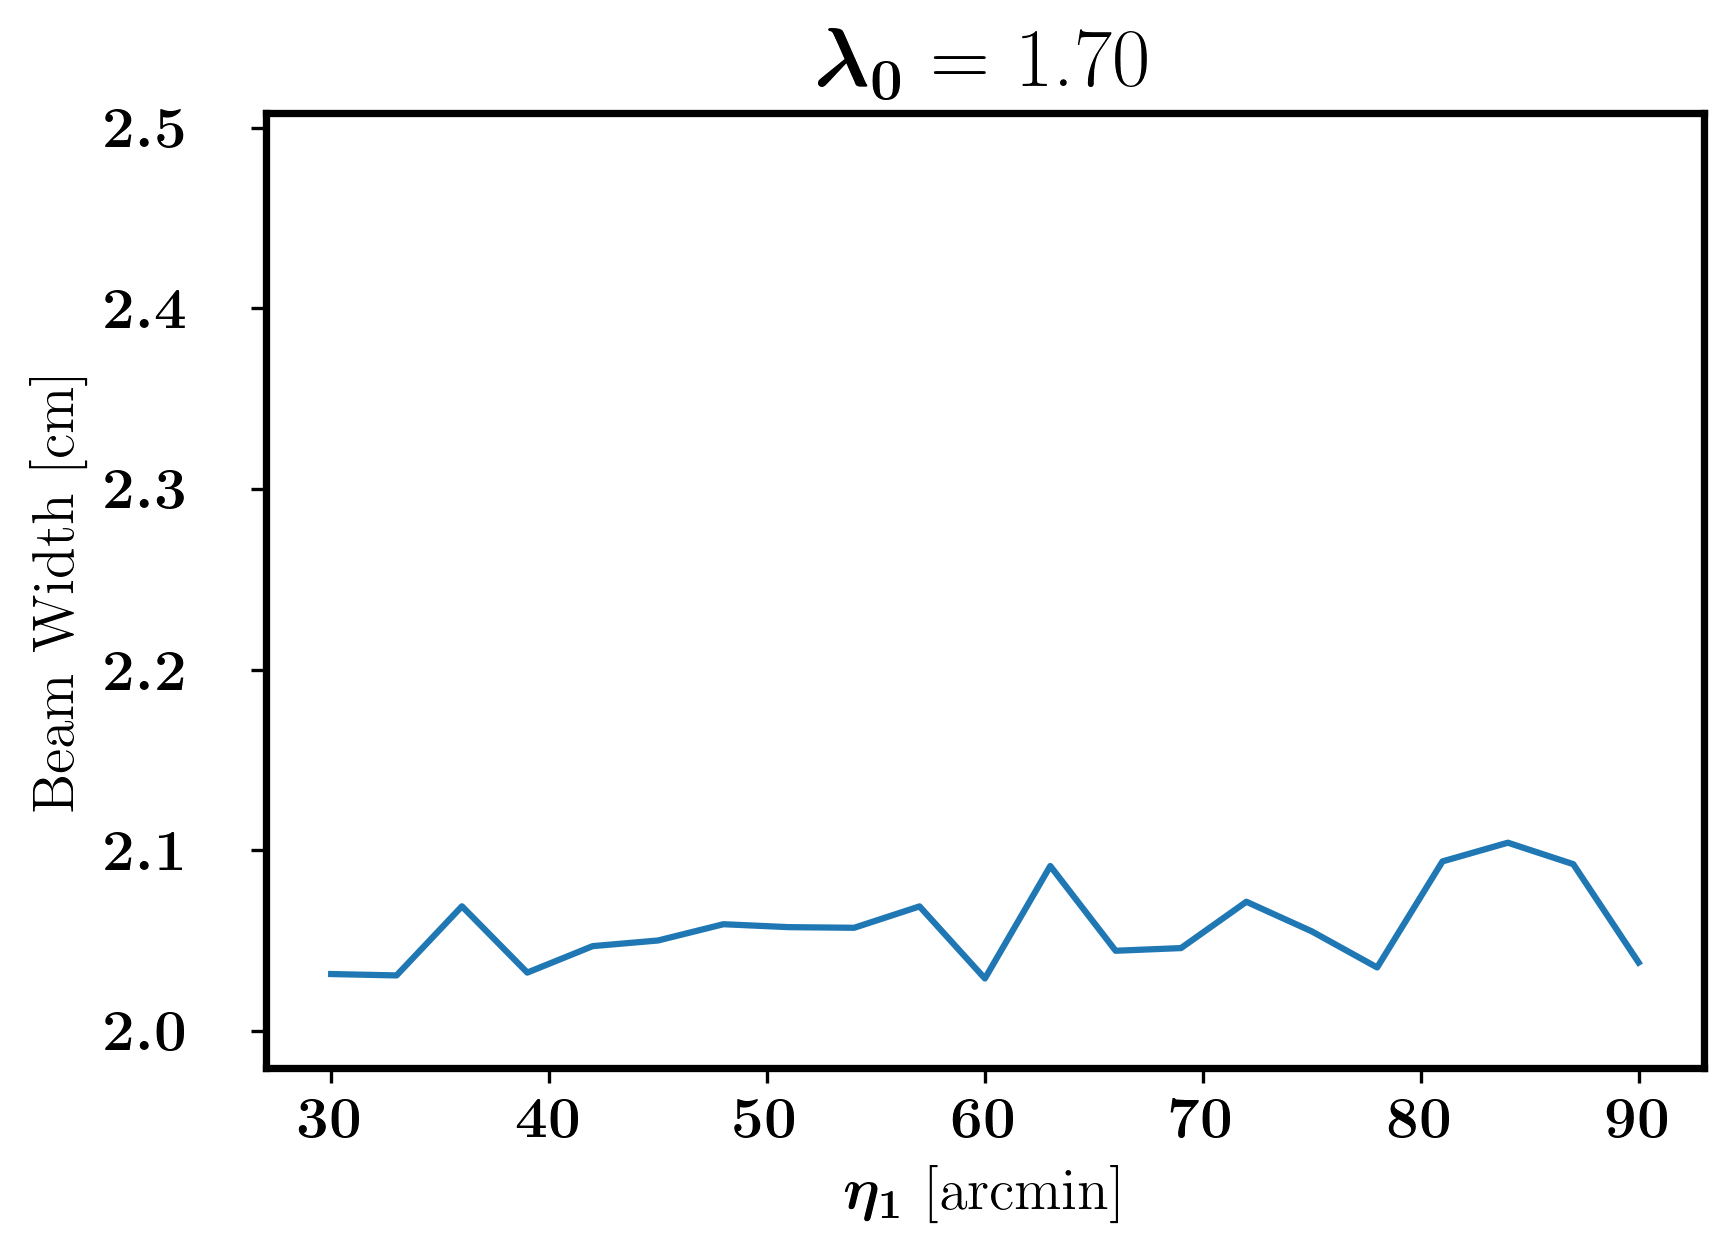 λ₀ = 1.70
2.5
2.4
2.3
2.2
2.1
2.0
Beam Width [cm]
30 40 50 60 70 80 90
η₁ [arcmin]